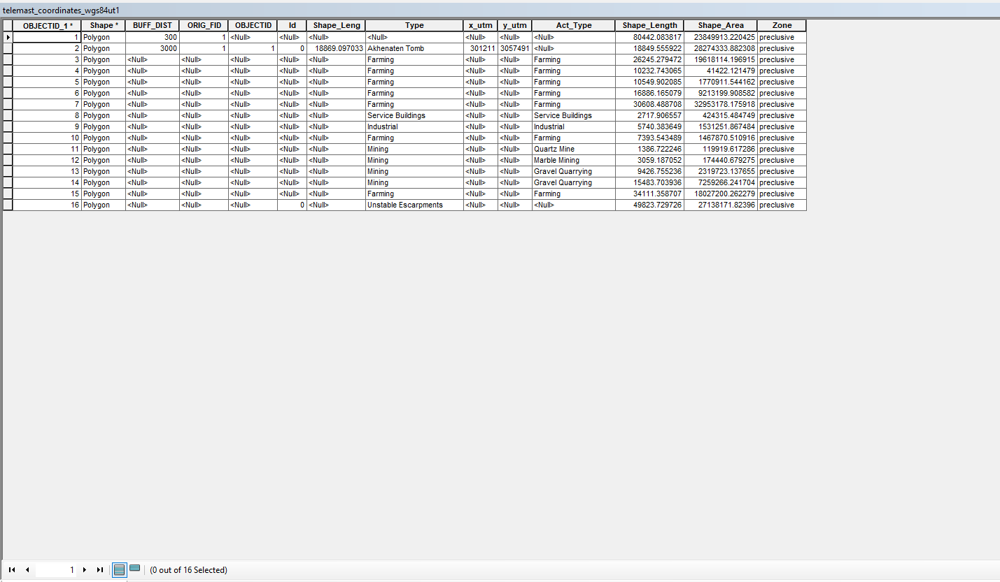 telemast_coordinates_wgs84ut1
OBJECTID_1 * Shape * BUFF_DIST ORIG_FID OBJECTID Id Shape_Leng Type x_utm y_utm Act_Type Shape_Length Shape_Area Zone
1 Polygon 300 1 <Null> <Null> <Null> <Null> <Null> <Null> <Null> 80442.083817 23849913.220425 preclusive
2 Polygon 3000 1 1 0 18869.097033 Akhenaten Tomb 301211 3057491 <Null> 18849.555922 28274333.882308 preclusive
3 Polygon <Null> <Null> <Null> <Null> <Null> Farming <Null> <Null> Farming 26245.279472 19618114.196915 preclusive
4 Polygon <Null> <Null> <Null> <Null> <Null> Farming <Null> <Null> Farming 10232.743065 41422.121479 preclusive
5 Polygon <Null> <Null> <Null> <Null> <Null> Farming <Null> <Null> Farming 10549.902085 1770911.544162 preclusive
6 Polygon <Null> <Null> <Null> <Null> <Null> Farming <Null> <Null> Farming 16886.165079 9213199.908582 preclusive
7 Polygon <Null> <Null> <Null> <Null> <Null> Farming <Null> <Null> Farming 30608.488708 32953178.175918 preclusive
8 Polygon <Null> <Null> <Null> <Null> <Null> Service Buildings <Null> <Null> Service Buildings 2717.906557 424315.484749 preclusive
9 Polygon <Null> <Null> <Null> <Null> <Null> Industrial <Null> <Null> Industrial 5740.383649 1531251.867484 preclusive
10 Polygon <Null> <Null> <Null> <Null> <Null> Farming <Null> <Null> Farming 7393.543489 1467870.510916 preclusive
11 Polygon <Null> <Null> <Null> <Null> <Null> Mining <Null> <Null> Quartz Mine 1386.722246 119919.617286 preclusive
12 Polygon <Null> <Null> <Null> <Null> <Null> Mining <Null> <Null> Marble Mining 3059.187052 174440.679275 preclusive
13 Polygon <Null> <Null> <Null> <Null> <Null> Mining <Null> <Null> Gravel Quarrying 9426.755236 2319723.137655 preclusive
14 Polygon <Null> <Null> <Null> <Null> <Null> Mining <Null> <Null> Gravel Quarrying 15483.703936 7259266.241704 preclusive
15 Polygon <Null> <Null> <Null> <Null> <Null> Farming <Null> <Null> Farming 34111.358707 18027200.262279 preclusive
16 Polygon <Null> <Null> <Null> 0 <Null> Unstable Escarpments <Null> <Null> <Null> 49823.729726 27138171.82396 preclusive
1 (0 out of 16 Selected)